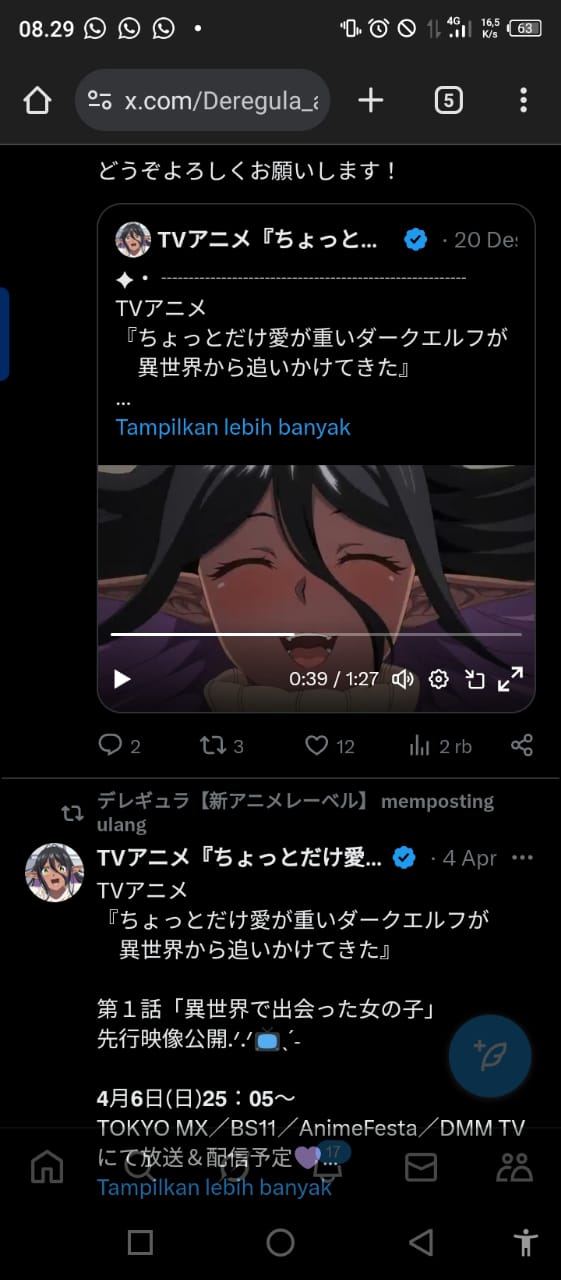 08.29
4G
16,5
K/s
63
x.com/Deregula_a
5
どうぞよろしくお願いします！
TVアニメ『ちょっと... · 20 Des
✦・ -------------------------------------------------------
TVアニメ
『ちょっとだけ愛が重いダークエルフが
異世界から追いかけてきた』
...
Tampilkan lebih banyak
0:39 / 1:27
2 3 12 2 rb
デレギュラ【新アニメレーベル】 memposting
ulang
TVアニメ『ちょっとだけ愛... · 4 Apr
TVアニメ
『ちょっとだけ愛が重いダークエルフが
異世界から追いかけてきた』
第１話「異世界で出会った女の子」
先行映像公開.ᐟ.ᐟ📺ˎˊ˗
4月6日(日)25：05〜
TOKYO MX／BS11／AnimeFesta／DMM TV
にて放送＆配信予定💜...
17
Tampilkan lebih banyak